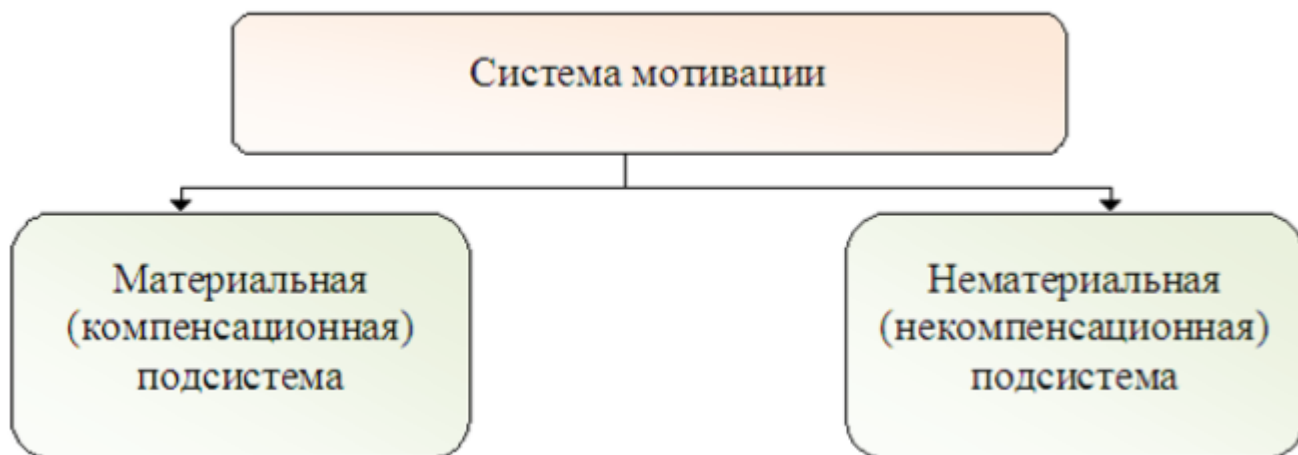 Система мотивации
Материальная
(компенсационная)
подсистема
Нематериальная
(некомпенсационная)
подсистема